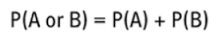 P(A or B) = P(A) + P(B)